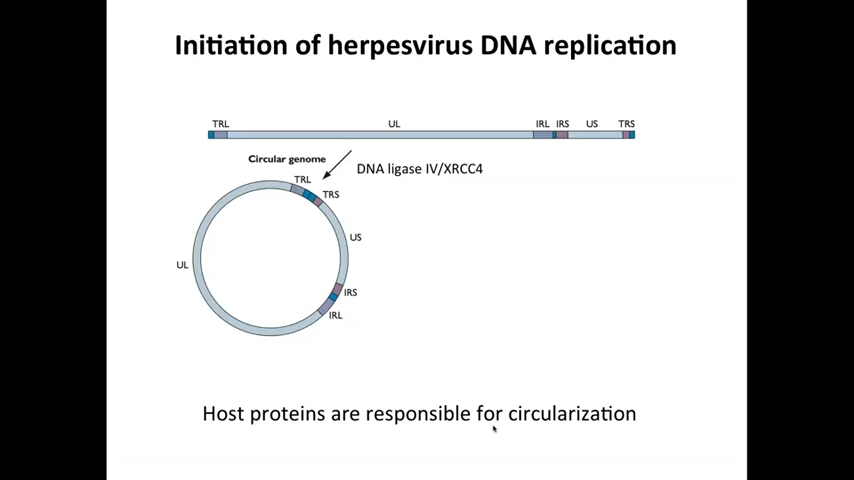 Initiation of herpesvirus DNA replication
TRL UL IRL IRS US TRS
Circular genome
DNA ligase IV/XRCC4
TRL
TRS
US
UL
IRS
IRL
Host proteins are responsible for circularization